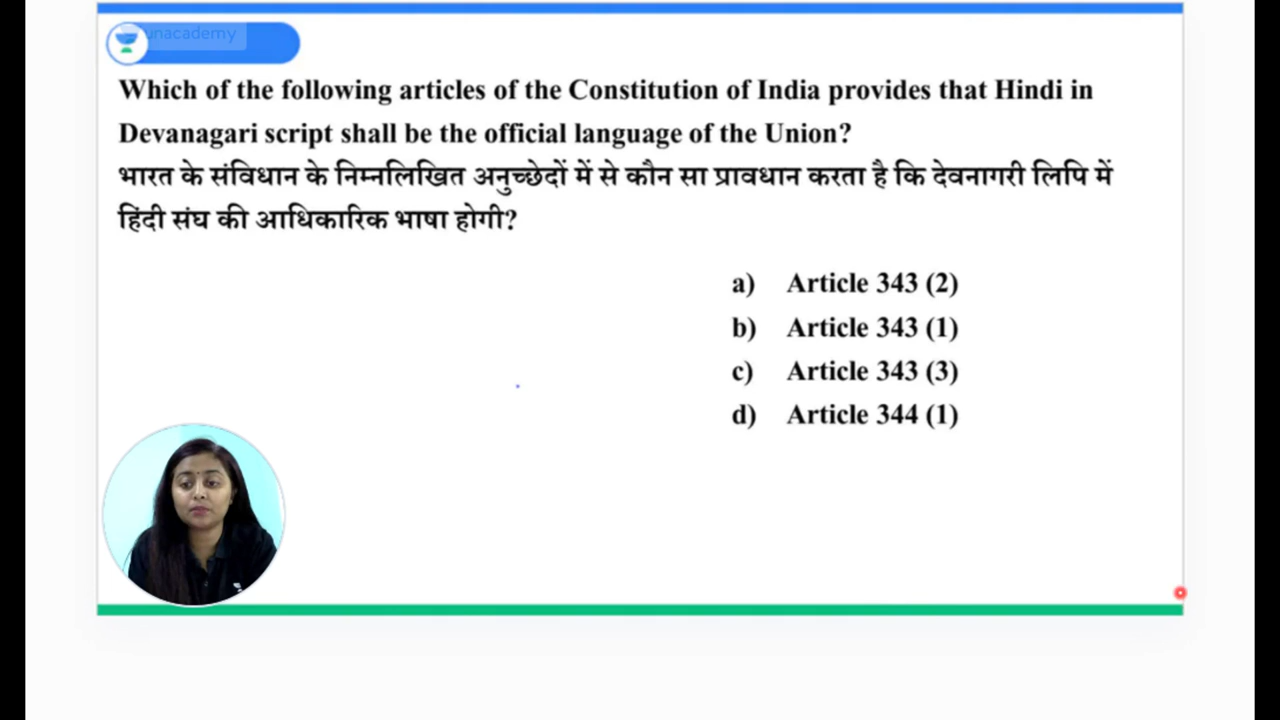 unacademy
Which of the following articles of the Constitution of India provides that Hindi in
Devanagari script shall be the official language of the Union?
भारत के संविधान के निम्नलिखित अनुच्छेदों में से कौन सा प्रावधान करता है कि देवनागरी लिपि में
हिंदी संघ की आधिकारिक भाषा होगी?
a) Article 343 (2)
b) Article 343 (1)
c) Article 343 (3)
d) Article 344 (1)